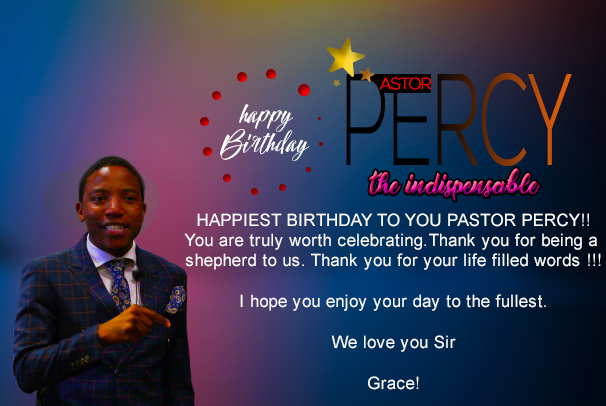 happy
Birthday
PASTOR
PERCY
the indispensable
HAPPIEST BIRTHDAY TO YOU PASTOR PERCY!!
You are truly worth celebrating.Thank you for being a
shepherd to us. Thank you for your life filled words !!!
I hope you enjoy your day to the fullest.
We love you Sir
Grace!